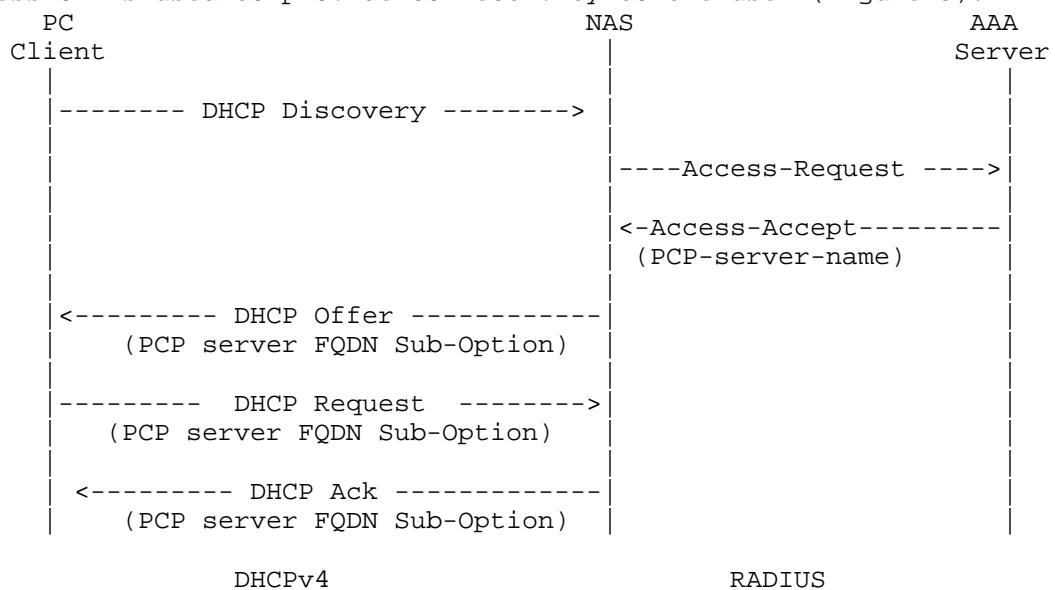 PC NAS AAA
Client Server
-------- DHCP Discovery -------->
----Access-Request ---->
<-Access-Accept---------
(PCP-server-name)
<--------- DHCP Offer ------------
(PCP server FQDN Sub-Option)
--------- DHCP Request -------->
(PCP server FQDN Sub-Option)
<--------- DHCP Ack -------------
(PCP server FQDN Sub-Option)
DHCPv4 RADIUS